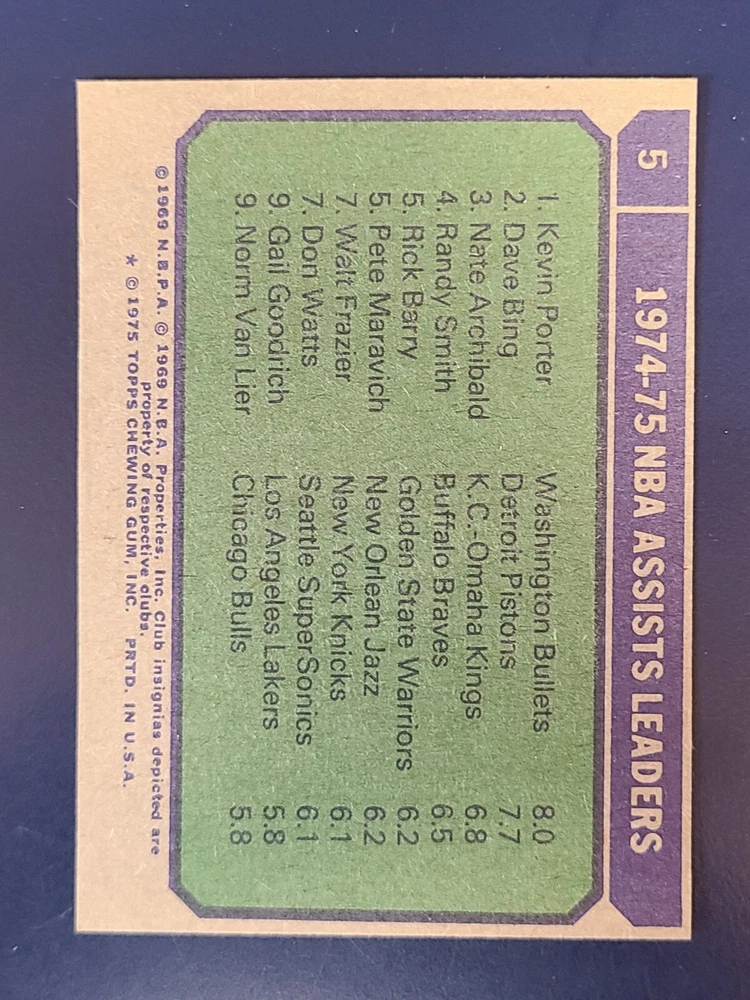 5 1974-75 NBA ASSISTS LEADERS
1. Kevin Porter Washington Bullets 8.0
2. Dave Bing Detroit Pistons 7.7
3. Nate Archibald K.C.-Omaha Kings 6.8
4. Randy Smith Buffalo Braves 6.5
5. Rick Barry Golden State Warriors 6.2
5. Pete Maravich New Orlean Jazz 6.2
7. Walt Frazier New York Knicks 6.1
7. Don Watts Seattle SuperSonics 6.1
9. Gail Goodrich Los Angeles Lakers 5.8
9. Norm Van Lier Chicago Bulls 5.8
© 1969 N.B.P.A. © 1969 N.B.A. Properties, Inc. Club insignias depicted are
property of respective clubs.
* © 1975 TOPPS CHEWING GUM, INC. PRTD. IN U.S.A.